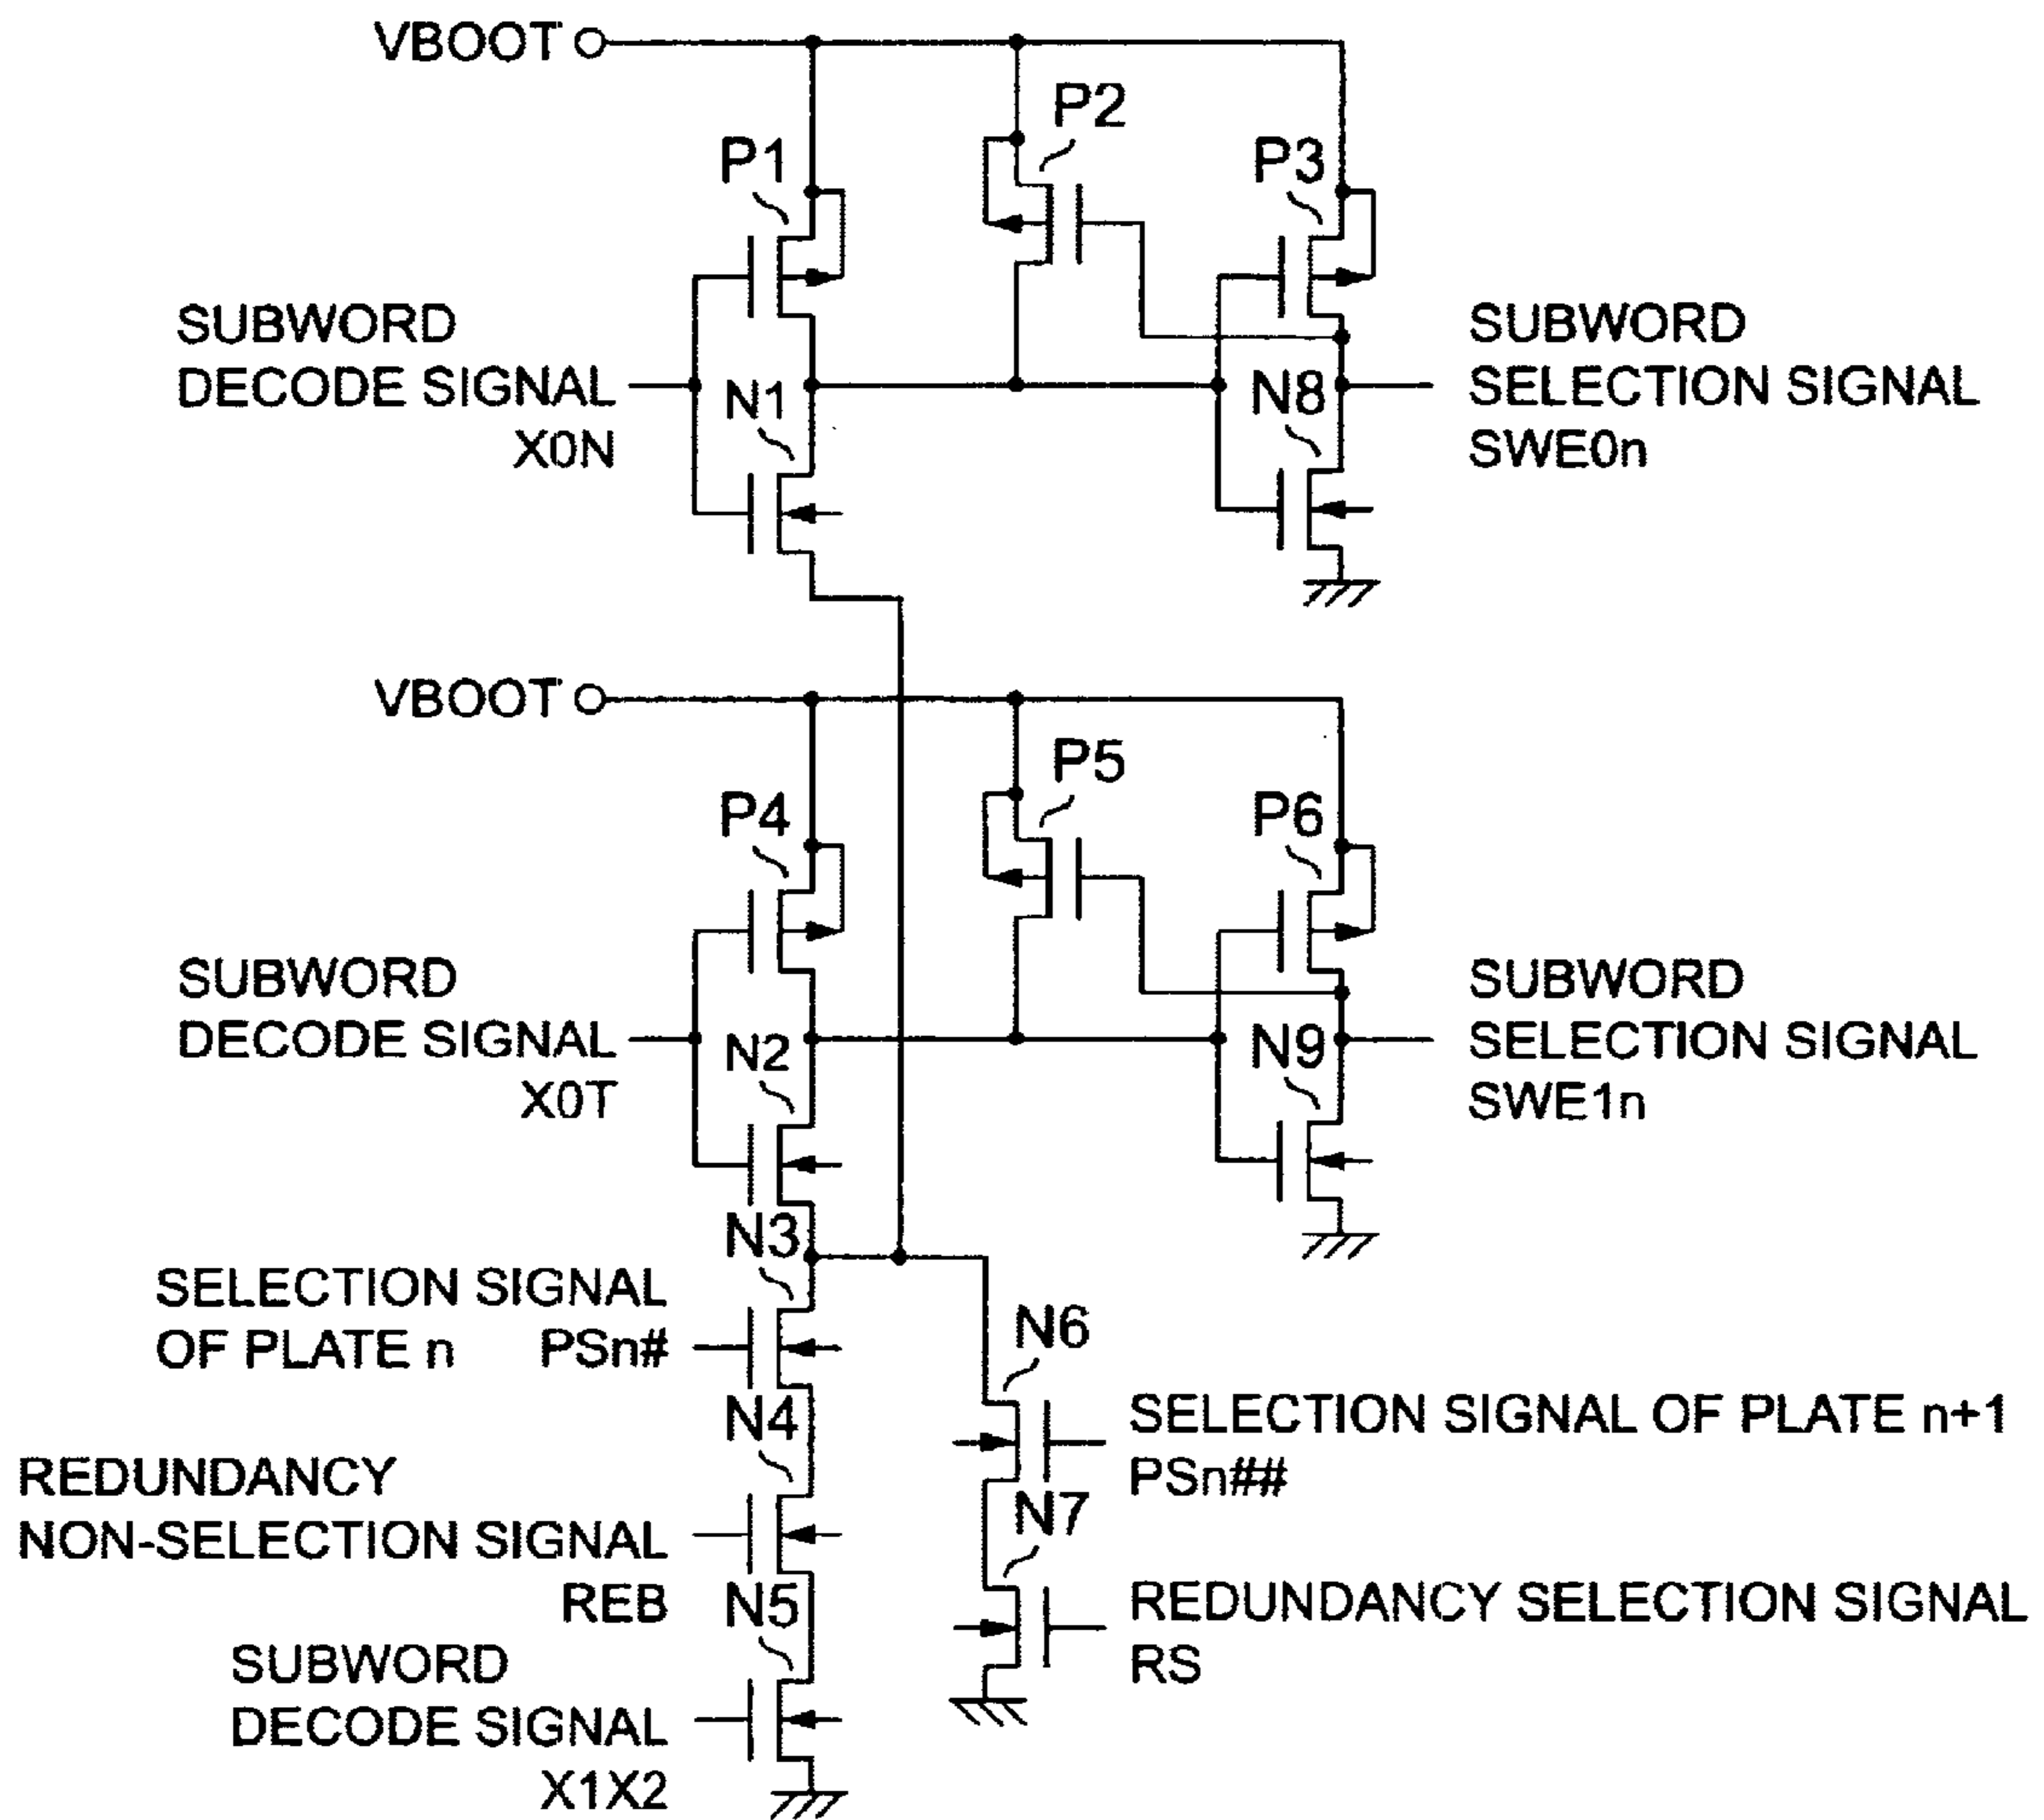 VBOOT
P2
P1
P3
SUBWORD
DECODE SIGNAL
X0N
N1
N8
SUBWORD
SELECTION SIGNAL
SWE0n
VBOOT
P5
P4
P6
SUBWORD
DECODE SIGNAL
X0T
N2
N9
SUBWORD
SELECTION SIGNAL
SWE1n
N3
SELECTION SIGNAL
OF PLATE n PSn#
N6
SELECTION SIGNAL OF PLATE n+1
PSn##
N4
REDUNDANCY
NON-SELECTION SIGNAL
REB
N7
REDUNDANCY SELECTION SIGNAL
RS
N5
SUBWORD
DECODE SIGNAL
X1X2